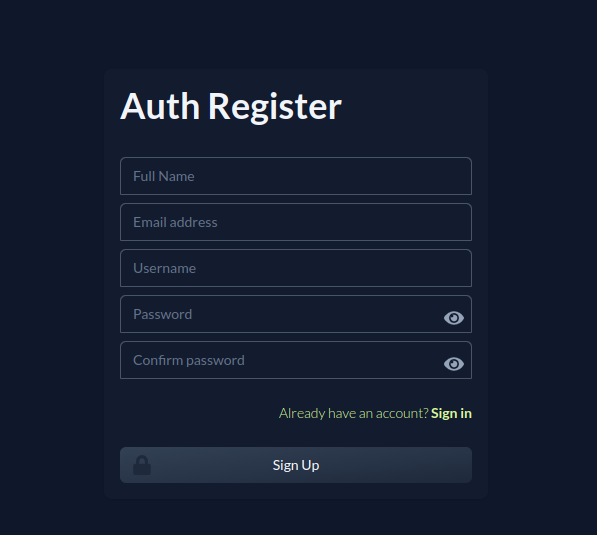 Auth Register
Full Name
Email address
Username
Password
Confirm password
Already have an account? Sign in
Sign Up